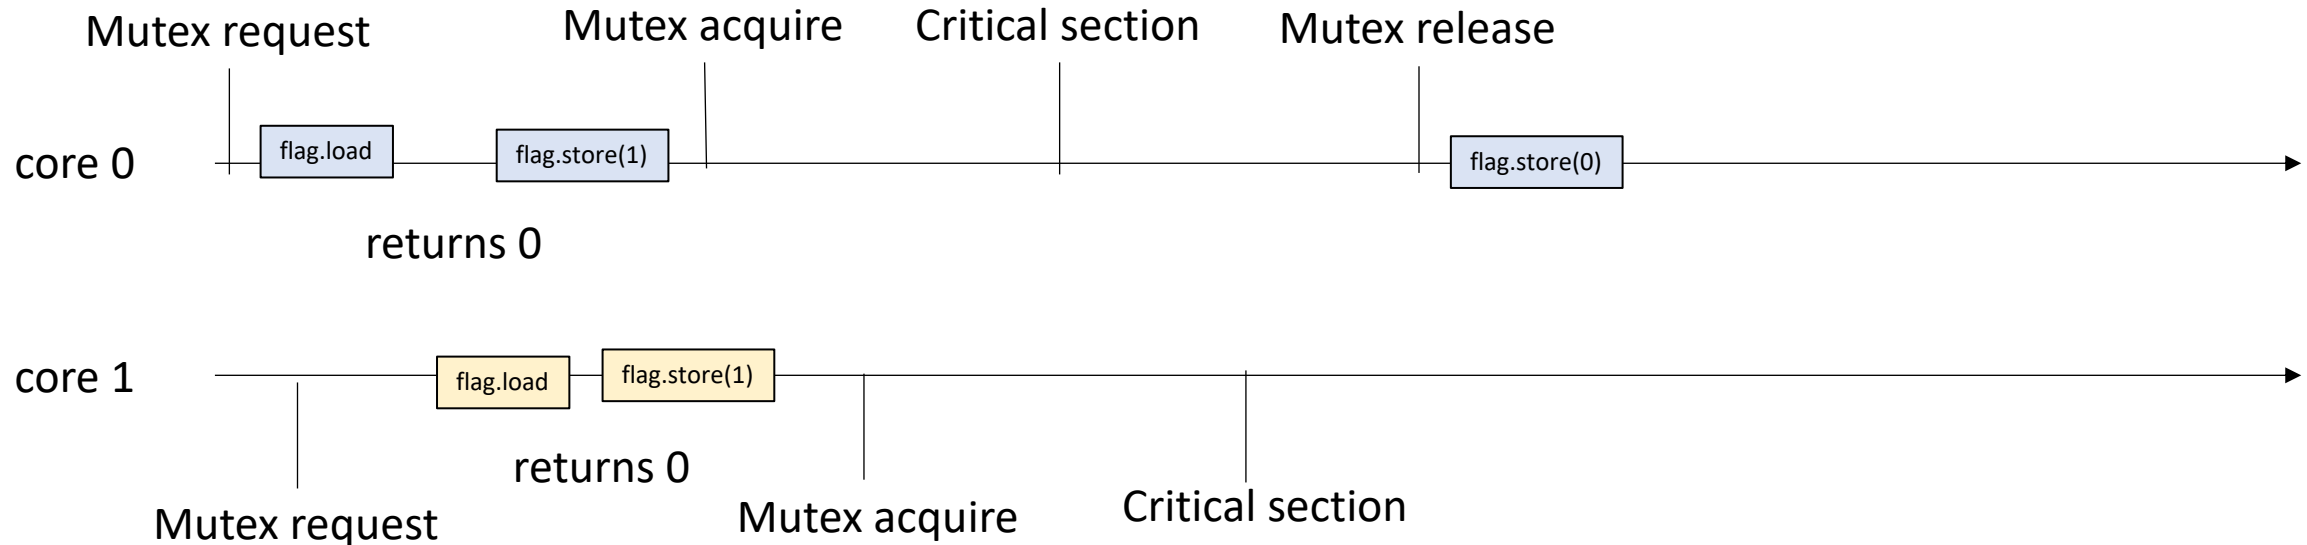 Mutex request
Mutex acquire
Critical section
Mutex release
core 0
flag.load
flag.store(1)
flag.store(0)
returns 0
core 1
flag.load
flag.store(1)
returns 0
Mutex request
Mutex acquire
Critical section